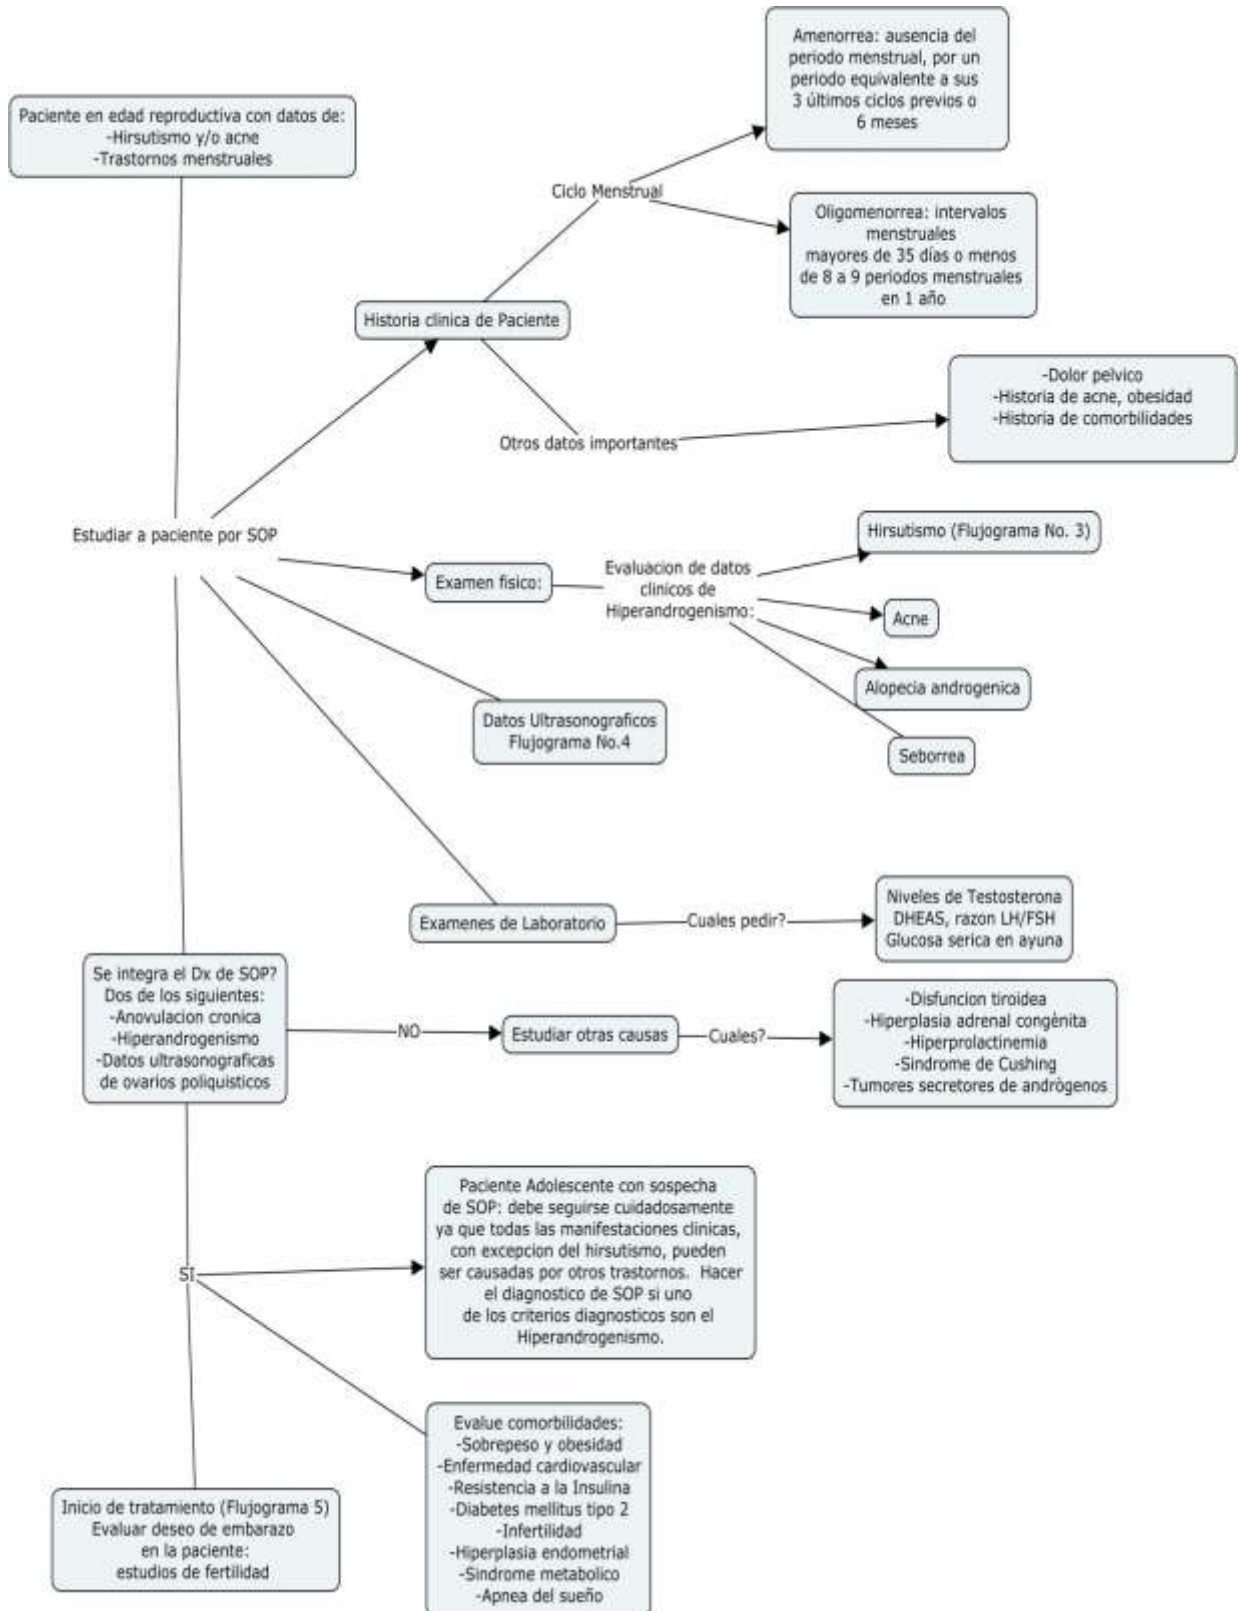 Paciente en edad reproductiva con datos de:
-Hirsutismo y/o acne
-Trastornos menstruales
Amenorrea: ausencia del
periodo menstrual, por un
periodo equivalente a sus
3 últimos ciclos previos o
6 meses
Ciclo Menstrual
Oligomenorrea: intervalos
menstruales
mayores de 35 días o menos
de 8 a 9 periodos menstruales
en 1 año
Historia clinica de Paciente
-Dolor pelvico
-Historia de acne, obesidad
-Historia de comorbilidades
Otros datos importantes
Estudiar a paciente por SOP
Hirsutismo (Flujograma No. 3)
Examen fisico:
Evaluacion de datos
clinicos de
Hiperandrogenismo:
Acne
Alopecia androgenica
Seborrea
Datos Ultrasonograficos
Flujograma No.4
Examenes de Laboratorio
Cuales pedir?
Niveles de Testosterona
DHEAS, razon LH/FSH
Glucosa serica en ayuna
Se integra el Dx de SOP?
Dos de los siguientes:
-Anovulacion cronica
-Hiperandrogenismo
-Datos ultrasonograficas
de ovarios poliquisticos
NO
Estudiar otras causas
Cuales?
-Disfuncion tiroidea
-Hiperplasia adrenal congènita
-Hiperprolactinemia
-Sindrome de Cushing
-Tumores secretores de andrògenos
SI
Paciente Adolescente con sospecha
de SOP: debe seguirse cuidadosamente
ya que todas las manifestaciones clinicas,
con excepcion del hirsutismo, pueden
ser causadas por otros trastornos. Hacer
el diagnostico de SOP si uno
de los criterios diagnosticos son el
Hiperandrogenismo.
Evalue comorbilidades:
-Sobrepeso y obesidad
-Enfermedad cardiovascular
-Resistencia a la Insulina
-Diabetes mellitus tipo 2
-Infertilidad
-Hiperplasia endometrial
-Sindrome metabolico
-Apnea del sueño
Inicio de tratamiento (Flujograma 5)
Evaluar deseo de embarazo
en la paciente:
estudios de fertilidad